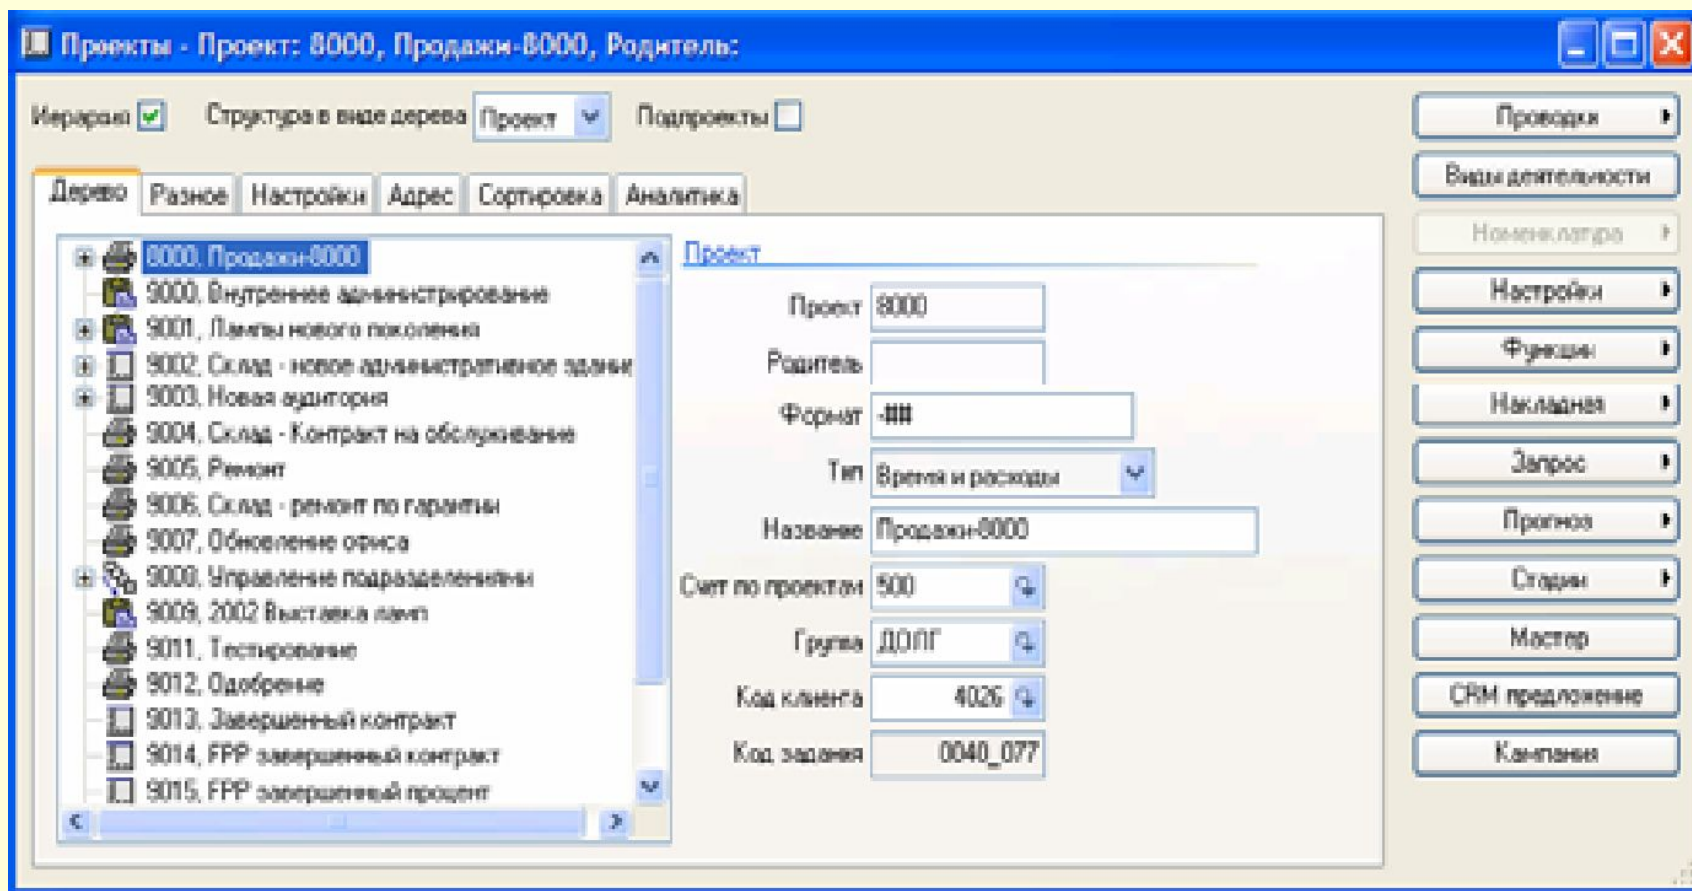 Проекты - Проект: 8000, Продажи-8000, Родитель:
Иерархия Структура в виде дерева Проект Подпроекты
Дерево Разное Настройки Адрес Сортировка Аналитика
8000, Продажи-8000
9000, Внутреннее администрирование
9001, Лампы нового поколения
9002, Склад - новое административное здание
9003, Новая аудитория
9004, Склад - Контракт на обслуживание
9005, Ремонт
9006, Склад - ремонт по гарантии
9007, Обновление офиса
9008, Управление подразделениями
9009, 2002 Выставка ламп
9011, Тестирование
9012, Одобрение
9013, Завершенный контракт
9014, FPP завершенный контракт
9015, FPP завершенный процент
Проект
Проект 8000
Родитель
Формат -##
Тип Время и расходы
Название Продажи-8000
Счет по проектам 500
Группа ДОЛГ
Код клиента 4026
Код задания 0040_077
Проводки
Виды деятельности
Номенклатура
Настройки
Функции
Накладная
Запрос
Прогноз
Стадии
Мастер
CRM предложение
Кампания